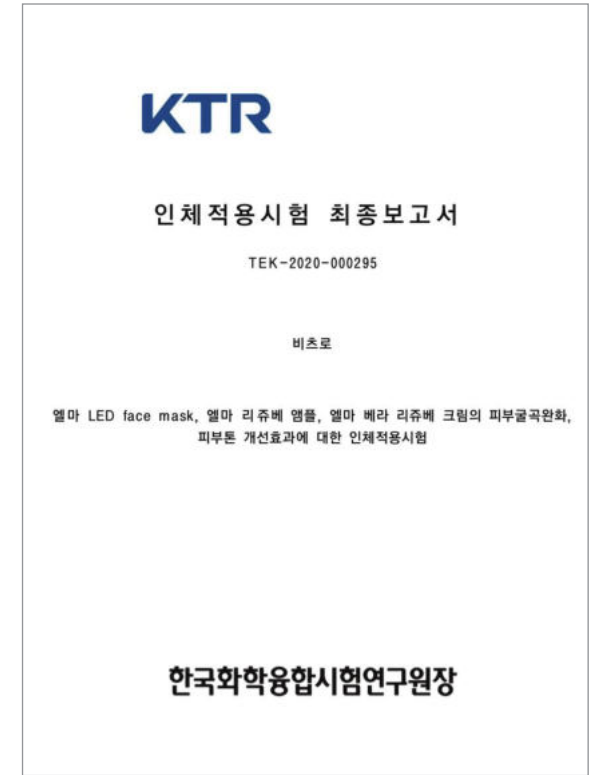 KTR
인체적용시험 최종보고서
TEK-2020-000295
비츠로
엘마 LED face mask, 엘마 리쥬베 앰플, 엘마 베라 리쥬베 크림의 피부굴곡완화,
피부톤 개선효과에 대한 인체적용시험
한국화학융합시험연구원장